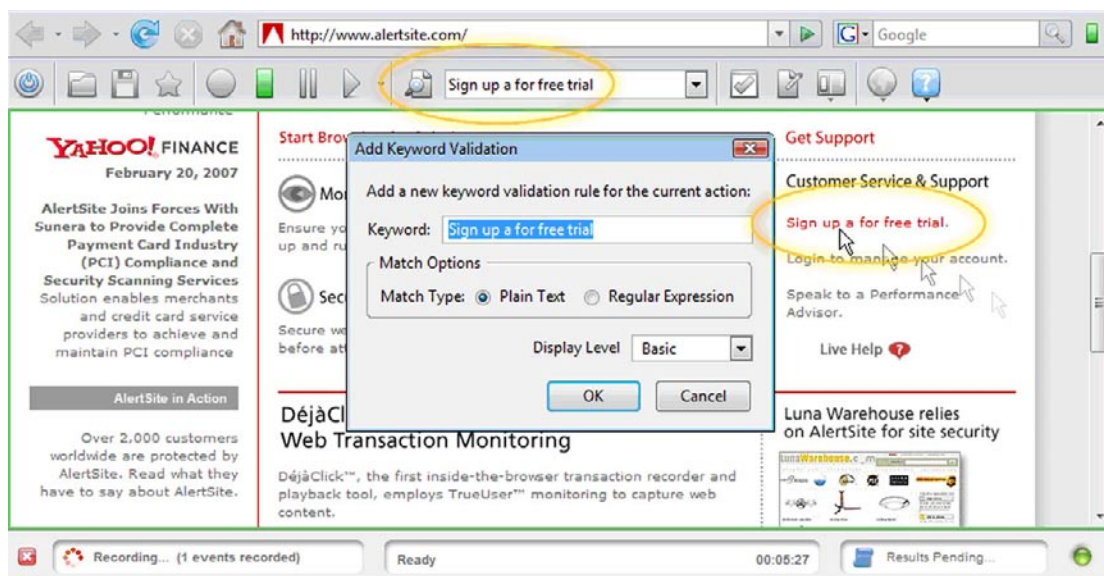 http://www.alertsite.com/
Google
Sign up a for free trial
YAHOO! FINANCE
February 20, 2007
AlertSite Joins Forces With
Sunera to Provide Complete
Payment Card Industry
(PCI) Compliance and
Security Scanning Services
Solution enables merchants
and credit card service
providers to achieve and
maintain PCI compliance
AlertSite in Action
Over 2,000 customers
worldwide are protected by
AlertSite. Read what they
have to say about AlertSite.
Start Bro
Mo
Ensure yo
up and ru
Sec
Secure we
before att
Add Keyword Validation
Add a new keyword validation rule for the current action:
Keyword: Sign up a for free trial
Match Options
Match Type: Plain Text Regular Expression
Display Level Basic
OK Cancel
DéjàCl
Web Transaction Monitoring
DéjàClick™, the first inside-the-browser transaction recorder and
playback tool, employs TrueUser™ monitoring to capture web
content.
Get Support
Customer Service & Support
Sign up a for free trial.
Login to manage your account.
Speak to a Performance
Advisor.
Live Help
Luna Warehouse relies
on AlertSite for site security
LunaWarehouse.c_m
Recording... (1 events recorded)
Ready
00:05:27
Results Pending...